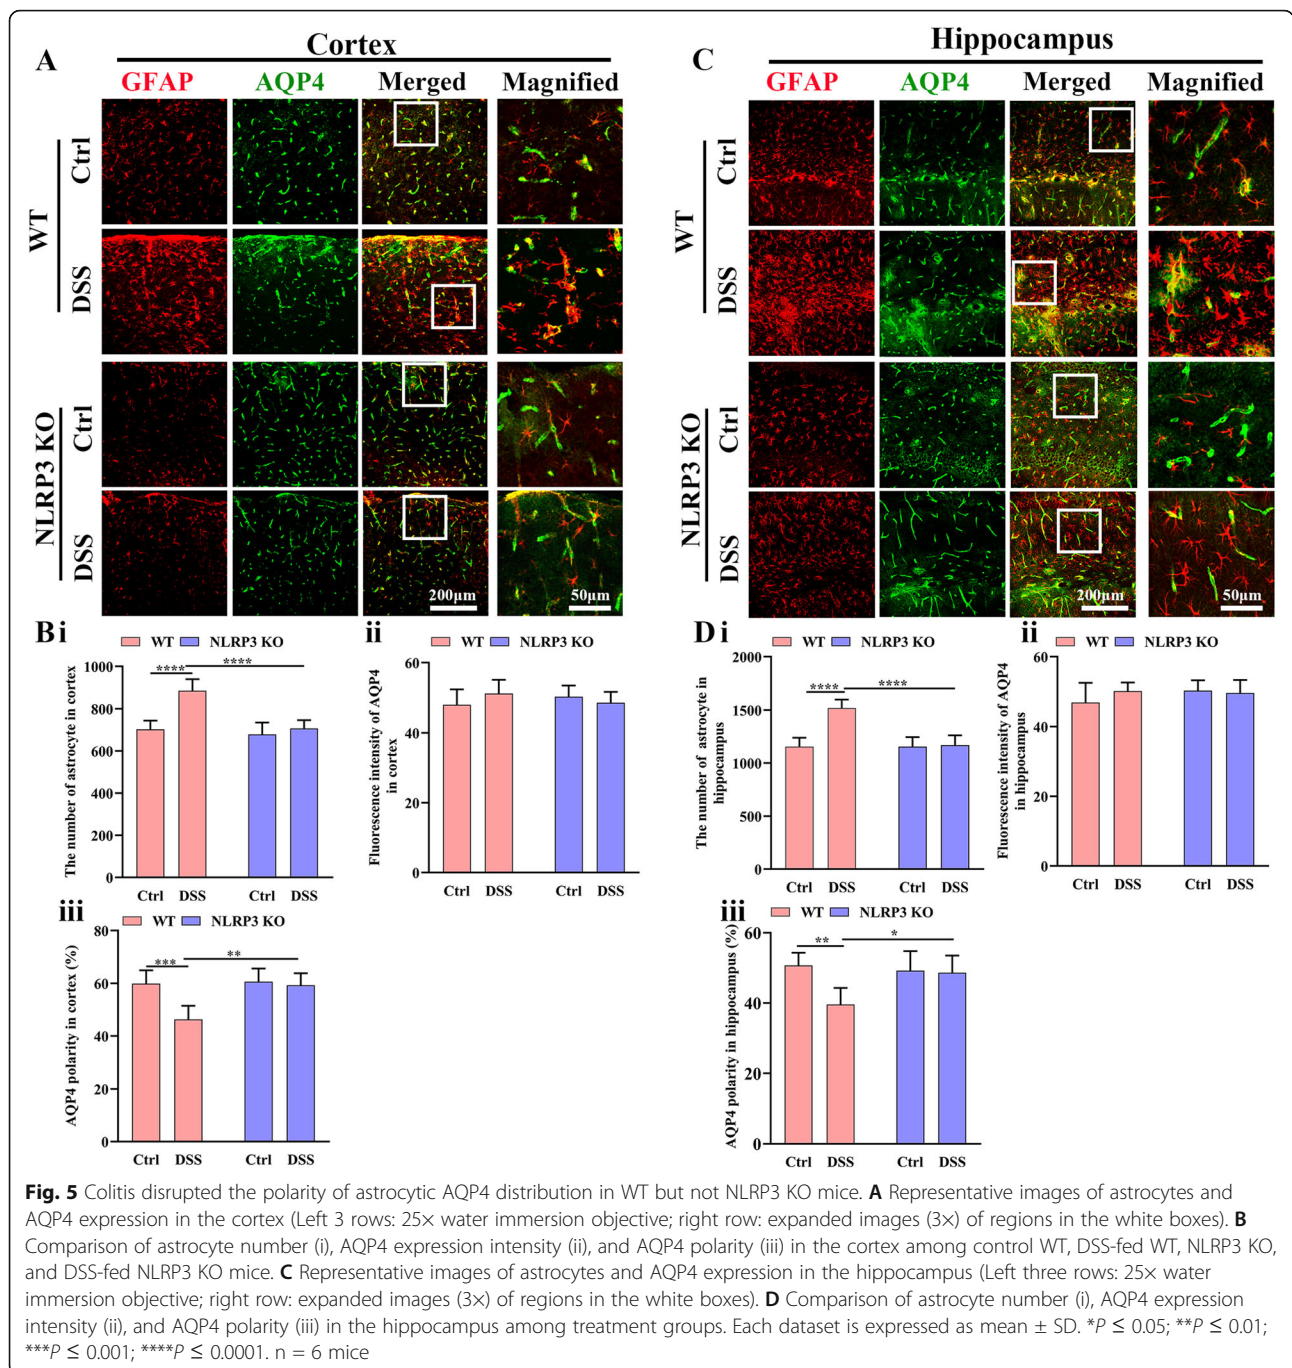 A
Cortex
GFAP AQP4 Merged Magnified
WT
Ctrl
DSS
NLRP3 KO
Ctrl
DSS
200μm
50μm
C
Hippocampus
GFAP AQP4 Merged Magnified
WT
Ctrl
DSS
NLRP3 KO
Ctrl
DSS
200μm
50μm
B i
WT NLRP3 KO
The number of astrocyte in cortex
1000
800
600
400
200
0
**** ****
Ctrl DSS Ctrl DSS
ii
WT NLRP3 KO
Fluorescence intensity of AQP4
in cortex
60
40
20
0
Ctrl DSS Ctrl DSS
iii
WT NLRP3 KO
AQP4 polarity in cortex (%)
80
60
40
20
0
*** **
Ctrl DSS Ctrl DSS
D i
WT NLRP3 KO
The number of astrocyte in
hippocampus
2000
1500
1000
500
0
**** ****
Ctrl DSS Ctrl DSS
ii
WT NLRP3 KO
Fluorescence intensity of AQP4
in hippocampus
60
40
20
0
Ctrl DSS Ctrl DSS
iii
WT NLRP3 KO
AQP4 polarity in hippocampus (%)
60
40
20
0
** *
Ctrl DSS Ctrl DSS
Fig. 5 Colitis disrupted the polarity of astrocytic AQP4 distribution in WT but not NLRP3 KO mice. A Representative images of astrocytes and
AQP4 expression in the cortex (Left 3 rows: 25× water immersion objective; right row: expanded images (3×) of regions in the white boxes). B
Comparison of astrocyte number (i), AQP4 expression intensity (ii), and AQP4 polarity (iii) in the cortex among control WT, DSS-fed WT, NLRP3 KO,
and DSS-fed NLRP3 KO mice. C Representative images of astrocytes and AQP4 expression in the hippocampus (Left three rows: 25× water
immersion objective; right row: expanded images (3×) of regions in the white boxes). D Comparison of astrocyte number (i), AQP4 expression
intensity (ii), and AQP4 polarity (iii) in the hippocampus among treatment groups. Each dataset is expressed as mean ± SD. *P ≤ 0.05; **P ≤ 0.01;
***P ≤ 0.001; ****P ≤ 0.0001. n = 6 mice